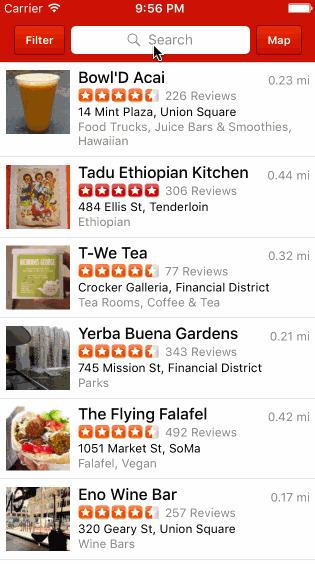 Carrier 9:56 PM
Filter Search Map
Bowl'D Acai 0.23 mi
226 Reviews
14 Mint Plaza, Union Square
Food Trucks, Juice Bars & Smoothies,
Hawaiian
Tadu Ethiopian Kitchen 0.44 mi
306 Reviews
484 Ellis St, Tenderloin
Ethiopian
T-We Tea 0.32 mi
77 Reviews
Crocker Galleria, Financial District
Tea Rooms, Coffee & Tea
Yerba Buena Gardens 0.21 mi
343 Reviews
745 Mission St, Financial District
Parks
The Flying Falafel 0.42 mi
492 Reviews
1051 Market St, SoMa
Falafel, Vegan
Eno Wine Bar 0.17 mi
257 Reviews
320 Geary St, Union Square
Wine Bars